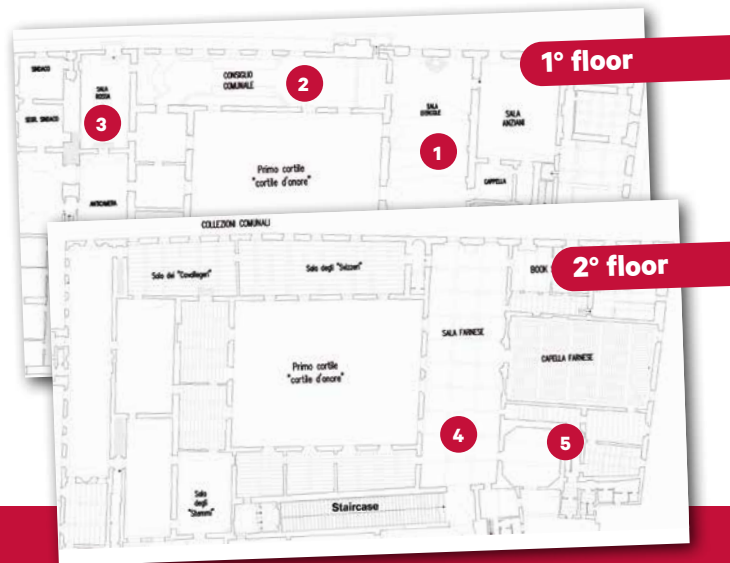 1° floor
SINDACO
SALA
ROSSA
CONSIGLIO
COMUNALE
2
SEGR. SINDACO
3
SALA
ERCOLE
SALA
ANZIANI
1
Primo cortile
"cortile d'onore"
CAPPELLA
ANTICAMERA
COLLEZIONI COMUNALI
2° floor
Sala dei "Cavallegeri"
Sala degli "Svizzeri"
BOOK
SALA FARNESE
CAPELLA FARNESE
Primo cortile
"cortile d'onore"
4
5
Sala
degli
"Stemmi"
Staircase